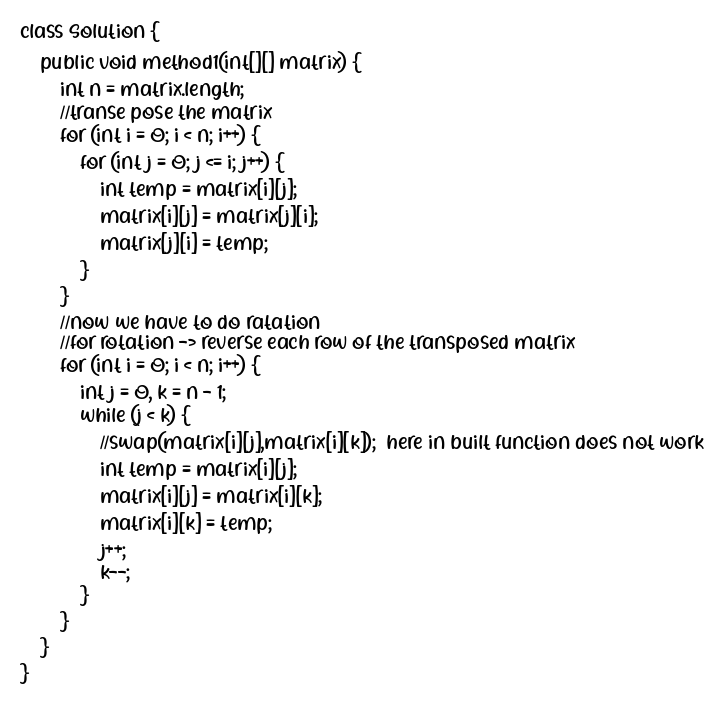 class Solution {
public void method1(int[][] matrix) {
int n = matrix.length;
//transe pose the matrix
for (int i = 0; i < n; i++) {
for (int j = 0; j <= i; j++) {
int temp = matrix[i][j];
matrix[i][j] = matrix[j][i];
matrix[j][i] = temp;
}
}
//now we have to do ratation
//for rotation -> reverse each row of the transposed matrix
for (int i = 0; i < n; i++) {
int j = 0, k = n - 1;
while (j < k) {
//swap(matrix[i][j],matrix[i][k]);  here in built function does not work
int temp = matrix[i][j];
matrix[i][j] = matrix[i][k];
matrix[i][k] = temp;
j++;
k--;
}
}
}
}